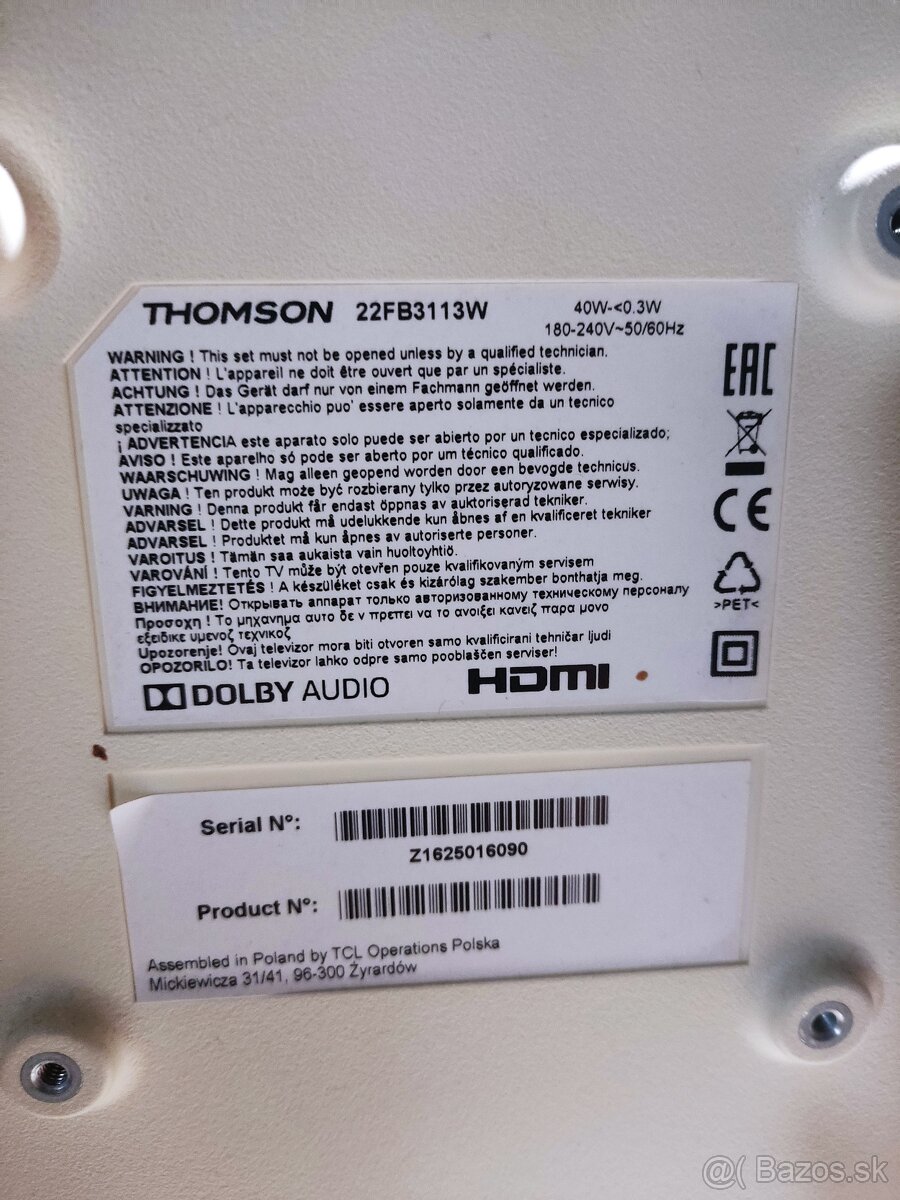 THOMSON 22FB3113W
40W-<0.3W
180-240V~50/60Hz
WARNING ! This set must not be opened unless by a qualified technician.
ATTENTION ! L'appareil ne doit être ouvert que par un spécialiste.
ACHTUNG ! Das Gerät darf nur von einem Fachmann geöffnet werden.
ATTENZIONE ! L'apparecchio puo' essere aperto solamente da un tecnico
specializzato
¡ ADVERTENCIA este aparato solo puede ser abierto por un tecnico especializado;
AVISO ! Este aparelho só pode ser aberto por um técnico qualificado.
WAARSCHUWING ! Mag alleen geopend worden door een bevogde technicus.
UWAGA ! Ten produkt może być rozbierany tylko przez autoryzowane serwisy.
VARNING ! Denna produkt får endast öppnas av auktoriserad tekniker.
ADVARSEL ! Dette produkt må udelukkende kun åbnes af en kvalificeret tekniker
ADVARSEL ! Produktet må kun åpnes av autoriserte personer.
VAROITUS ! Tämän saa aukaista vain huoltoyhtiö.
VAROVÁNÍ ! Tento TV může být otevřen pouze kvalifikovaným servisem
FIGYELMEZTETÉS ! A készüléket csak és kizárólag szakember bonthatja meg.
ВНИМАНИЕ! Открывать аппарат только авторизованному техническому персоналу
Προσοχη ! Το μηχανημα αυτο δε ν πρεπει να το ανοιξει κανεις παρα μονο
εξειδικε υμενος τεχνικος
Upozorenje! Ovaj televizor mora biti otvoren samo kvalificirani tehničar ljudi
OPOZORILO! Ta televizor lahko odpre samo pooblaščen serviser!
DOLBY AUDIO HDMI
EAC
CE
>PET<
Serial N°:
Z1625016090
Product N°:
Assembled in Poland by TCL Operations Polska
Mickiewicza 31/41, 96-300 Żyrardów
@( Bazos.sk